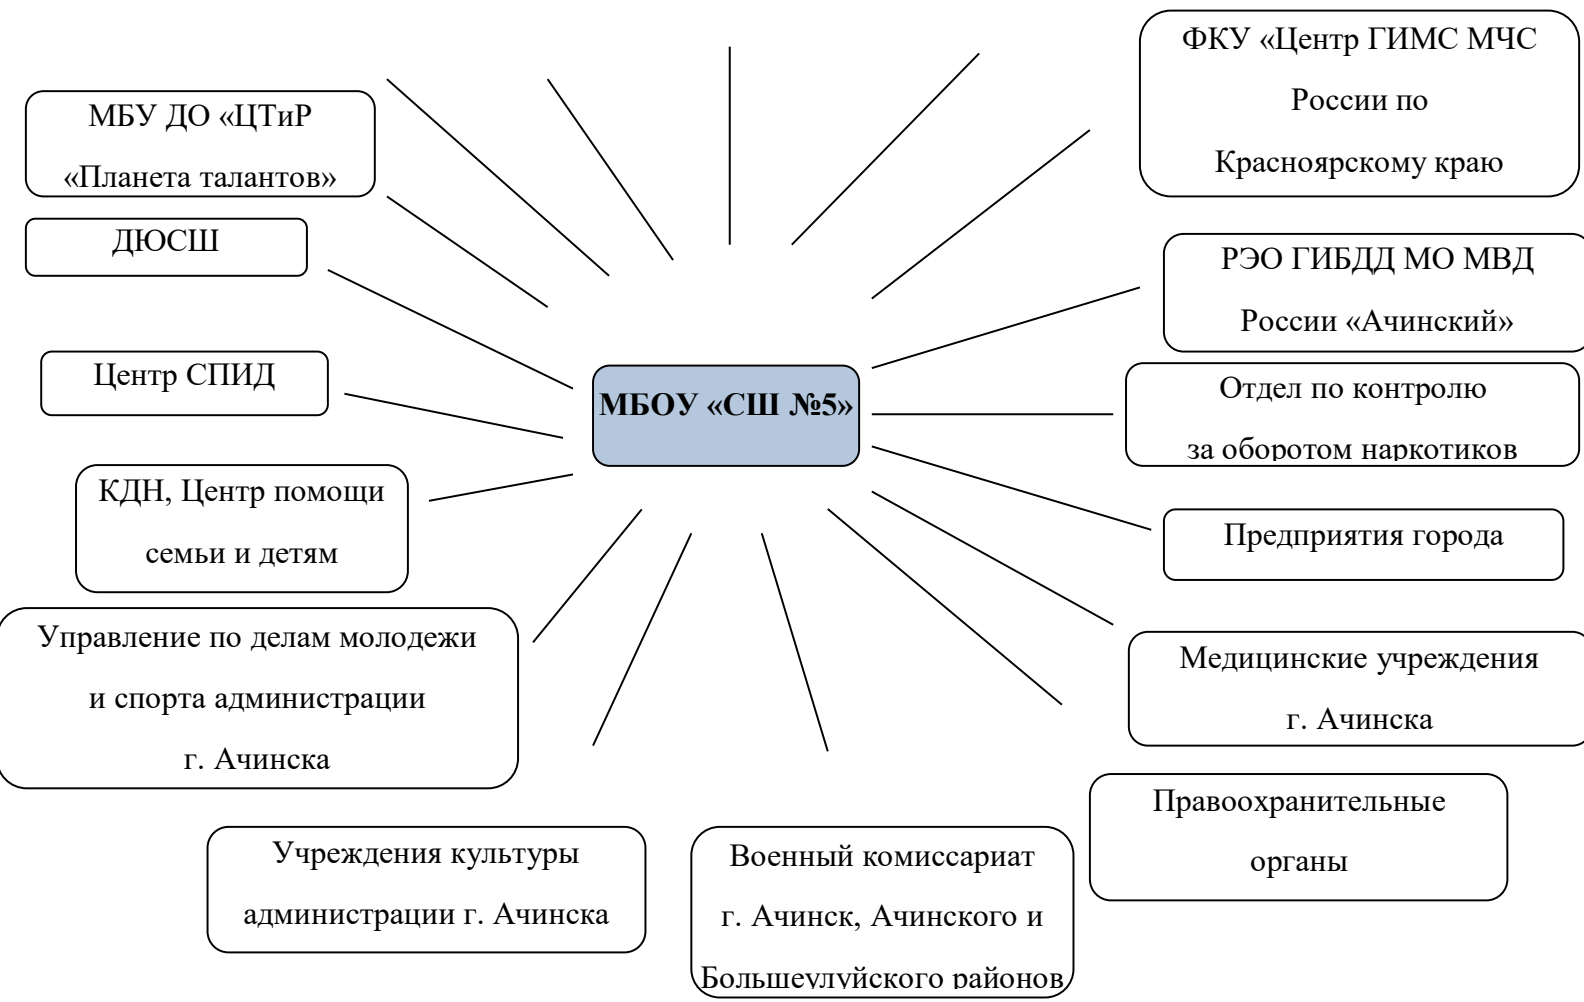 ФКУ «Центр ГИМС МЧС
России по
Красноярскому краю
МБУ ДО «ЦТиР
«Планета талантов»
ДЮСШ
РЭО ГИБДД МО МВД
России «Ачинский»
Центр СПИД
МБОУ «СШ №5»
Отдел по контролю
за оборотом наркотиков
КДН, Центр помощи
семьи и детям
Предприятия города
Управление по делам молодежи
и спорта администрации
г. Ачинска
Медицинские учреждения
г. Ачинска
Правоохранительные
органы
Учреждения культуры
администрации г. Ачинска
Военный комиссариат
г. Ачинск, Ачинского и
Большеулуйского районов